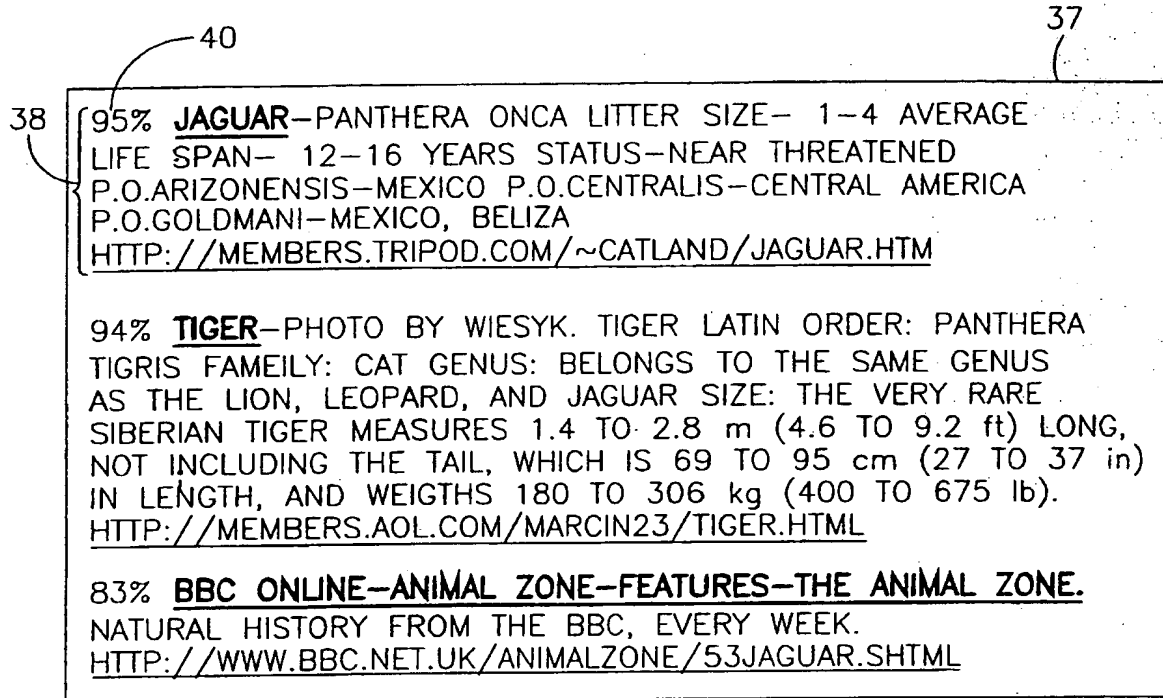 37
40
38
95% JAGUAR–PANTHERA ONCA LITTER SIZE– 1–4 AVERAGE
LIFE SPAN– 12–16 YEARS STATUS–NEAR THREATENED
P.O.ARIZONENSIS–MEXICO P.O.CENTRALIS–CENTRAL AMERICA
P.O.GOLDMANI–MEXICO, BELIZA
HTTP://MEMBERS.TRIPOD.COM/~CATLAND/JAGUAR.HTM
94% TIGER–PHOTO BY WIESYK. TIGER LATIN ORDER: PANTHERA
TIGRIS FAMEILY: CAT GENUS: BELONGS TO THE SAME GENUS
AS THE LION, LEOPARD, AND JAGUAR SIZE: THE VERY RARE
SIBERIAN TIGER MEASURES 1.4 TO 2.8 m (4.6 TO 9.2 ft) LONG,
NOT INCLUDING THE TAIL, WHICH IS 69 TO 95 cm (27 TO 37 in)
IN LENGTH, AND WEIGTHS 180 TO 306 kg (400 TO 675 lb).
HTTP://MEMBERS.AOL.COM/MARCIN23/TIGER.HTML
83% BBC ONLINE–ANIMAL ZONE–FEATURES–THE ANIMAL ZONE.
NATURAL HISTORY FROM THE BBC, EVERY WEEK.
HTTP://WWW.BBC.NET.UK/ANIMALZONE/53JAGUAR.SHTML